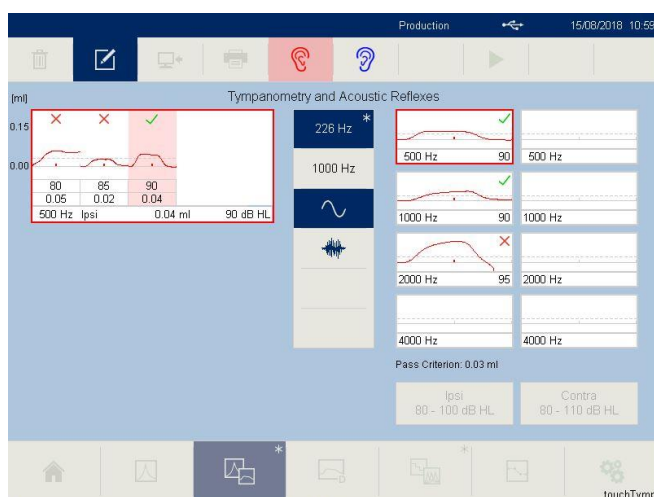 Production 15/08/2018 10:59
Tympanometry and Acoustic Reflexes
[ml]
0.15
0.00
80 85 90
0.05 0.02 0.04
500 Hz Ipsi 0.04 ml 90 dB HL
226 Hz *
1000 Hz
500 Hz 90 500 Hz
1000 Hz 90 1000 Hz
2000 Hz 95 2000 Hz
4000 Hz 4000 Hz
Pass Criterion: 0.03 ml
Ipsi Contra
80 - 100 dB HL 80 - 110 dB HL
* *